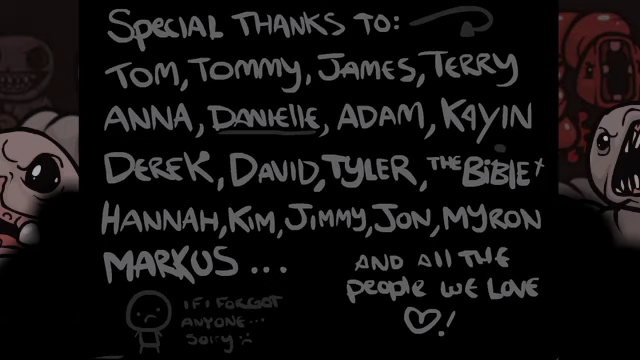 SPECIAL THANKS TO:
TOM, TOMMY, JAMES, TERRY
ANNA, DANIELLE, ADAM, KAYIN
DEREK, DAVID, TYLER, THE BIBLE
HANNAH, KIM, JIMMY, JON, MYRON
MARKUS ...
AND All THE
people WE LOVE
♡!
IF I FORGOT
ANYONE...
Sorry :(